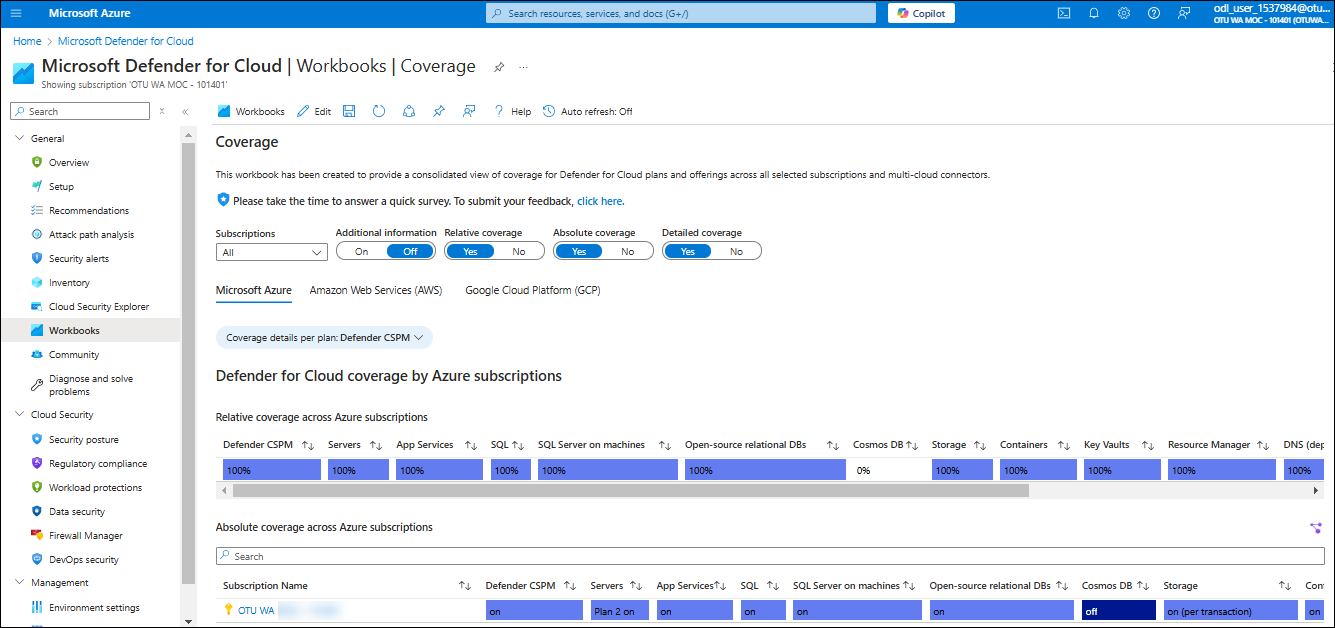 Microsoft Azure
Search resources, services, and docs (G+/)
Copilot
odl_user_1537984@otu...
OTU WA MOC - 101401 (OTUWA...
Home > Microsoft Defender for Cloud
Microsoft Defender for Cloud | Workbooks | Coverage
Showing subscription 'OTU WA MOC - 101401'
Search
Workbooks Edit Help Auto refresh: Off
General
Overview
Setup
Recommendations
Attack path analysis
Security alerts
Inventory
Cloud Security Explorer
Workbooks
Community
Diagnose and solve
problems
Cloud Security
Security posture
Regulatory compliance
Workload protections
Data security
Firewall Manager
DevOps security
Management
Environment settings
Coverage
This workbook has been created to provide a consolidated view of coverage for Defender for Cloud plans and offerings across all selected subscriptions and multi-cloud connectors.
Please take the time to answer a quick survey. To submit your feedback, click here.
Subscriptions Additional information Relative coverage Absolute coverage Detailed coverage
All On Off Yes No Yes No Yes No
Microsoft Azure Amazon Web Services (AWS) Google Cloud Platform (GCP)
Coverage details per plan: Defender CSPM
Defender for Cloud coverage by Azure subscriptions
Relative coverage across Azure subscriptions
Defender CSPM Servers App Services SQL SQL Server on machines Open-source relational DBs Cosmos DB Storage Containers Key Vaults Resource Manager DNS (dep
100% 100% 100% 100% 100% 100% 0% 100% 100% 100% 100% 100%
Absolute coverage across Azure subscriptions
Search
Subscription Name Defender CSPM Servers App Services SQL SQL Server on machines Open-source relational DBs Cosmos DB Storage Cont
OTU WA on Plan 2 on on on on on off on (per transaction) on